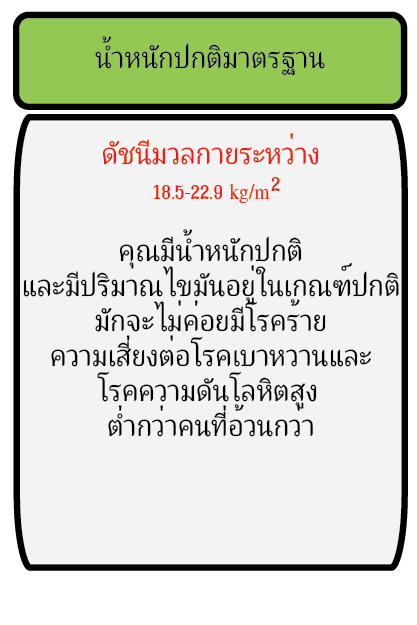 น้ำหนักปกติมาตรฐาน
ดัชนีมวลกายระหว่าง
18.5-22.9 kg/m²
คุณมีน้ำหนักปกติ
และมีปริมาณไขมันอยู่ในเกณฑ์ปกติ
มักจะไม่ค่อยมีโรคร้าย
ความเสี่ยงต่อโรคเบาหวานและ
โรคความดันโลหิตสูง
ต่ำกว่าคนที่อ้วนกวา